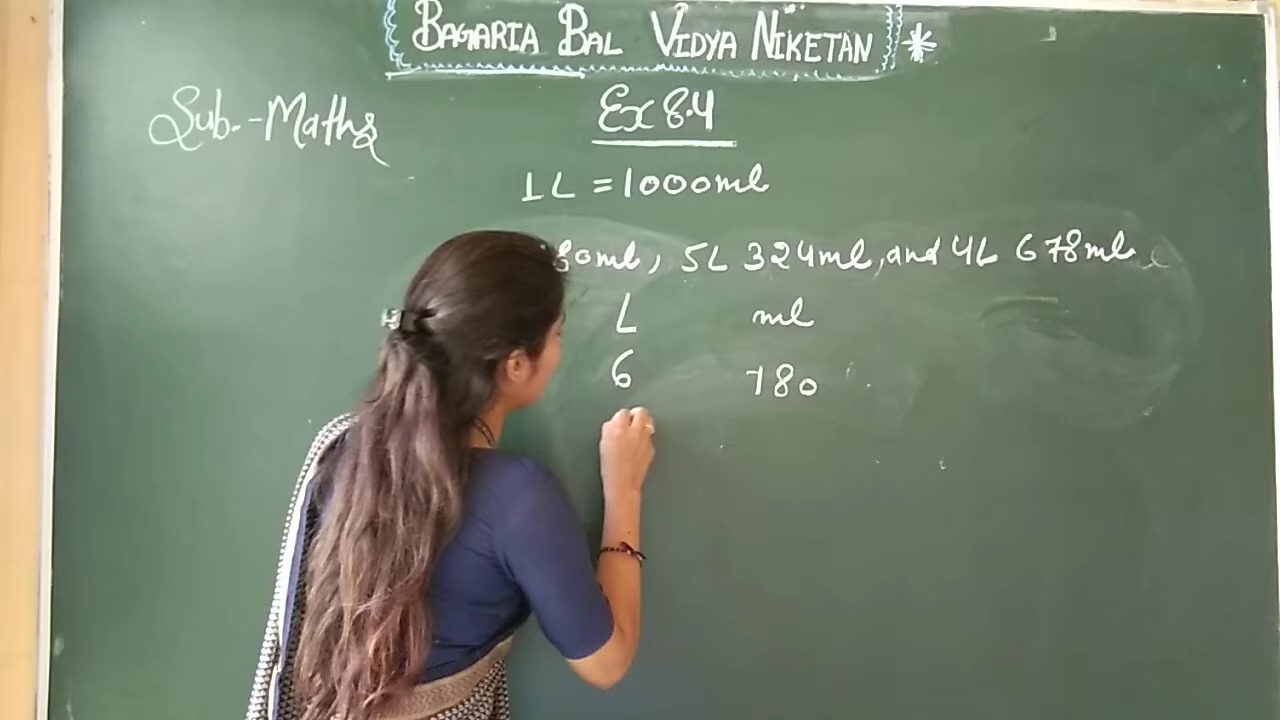 BAGARIA BAL VIDYA NIKETAN *
Sub.-Maths
Ex 8.4
1L = 1000ml
80ml, 5L 324ml, and 4L 678ml
L ml
6 780